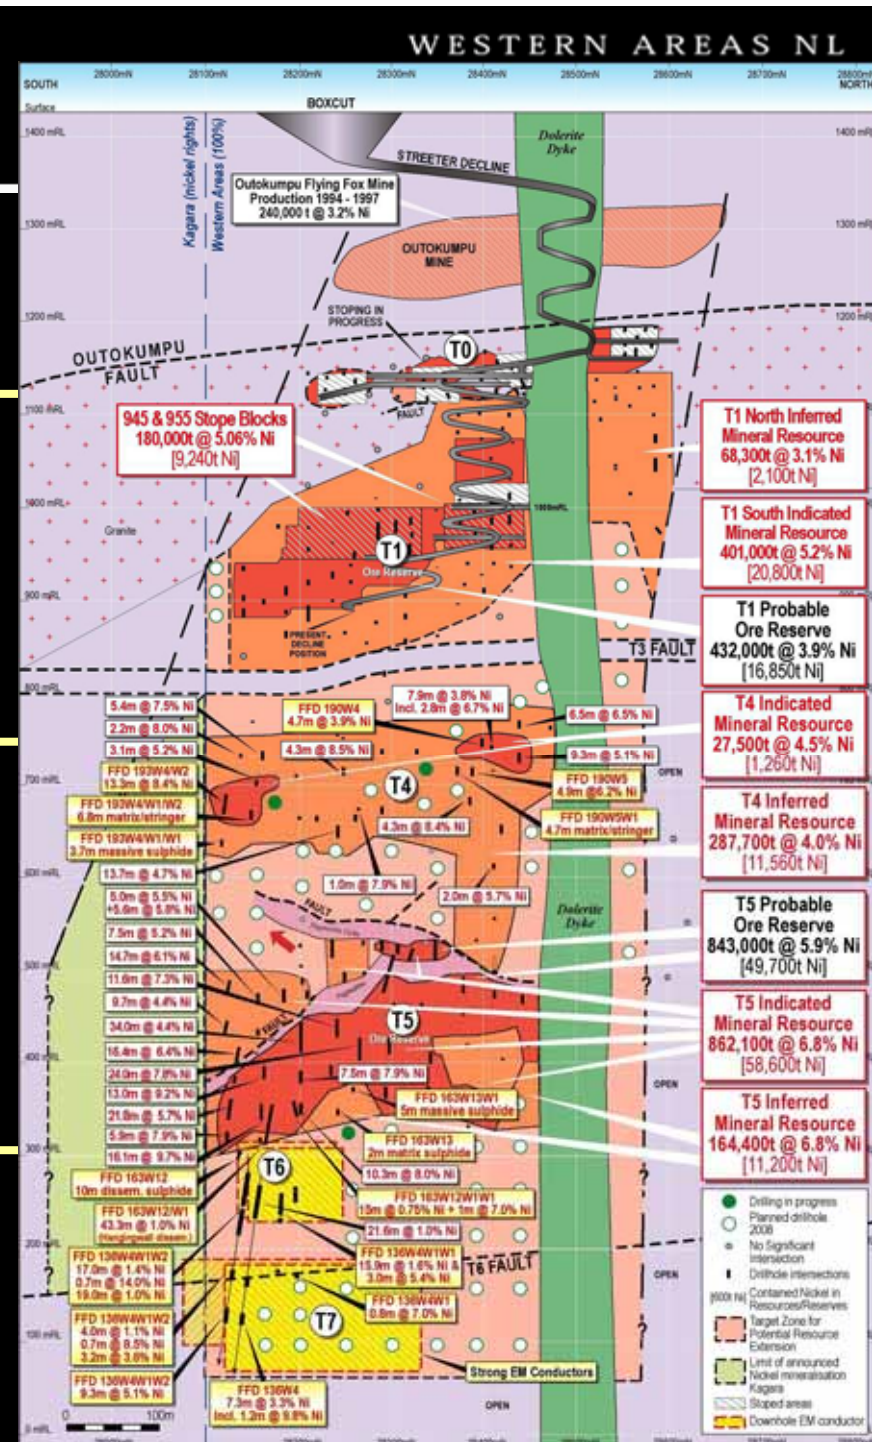 WESTERN AREAS NL
28000mN 28100mN 28200mN 28300mN 28400mN 28500mN 28600mN 28700mN
SOUTH
NORTH
Surface
BOXCUT
1400 mRL
Kagara (nickel rights)
Western Areas (100%)
STREETER DECLINE
Dolerite
Dyke
Outokumpu Flying Fox Mine
Production 1994 - 1997
240,000 t @ 3.2% Ni
1300 mRL
OUTOKUMPU
MINE
STOPING IN
PROGRESS
1200 mRL
OUTOKUMPU
FAULT
T0
FAULT
1100 mRL
945 & 955 Stope Blocks
180,000t @ 5.06% Ni
[9,240t Ni]
T1 North Inferred
Mineral Resource
68,300t @ 3.1% Ni
[2,100t Ni]
1000 mRL
1000mRL
Granite
T1
Ore Reserve
T1 South Indicated
Mineral Resource
401,000t @ 5.2% Ni
[20,800t Ni]
900 mRL
PRESENT
DECLINE
POSITION
T1 Probable
Ore Reserve
432,000t @ 3.9% Ni
[16,850t Ni]
T3 FAULT
800 mRL
5.4m @ 7.5% Ni
2.2m @ 8.0% Ni
3.1m @ 5.2% Ni
FFD 193W4/W2
13.3m @ 8.4% Ni
FFD 193W4/W1/W2
6.8m matrix/stringer
FFD 193W4/W1/W1
3.7m massive sulphide
13.7m @ 4.7% Ni
FFD 190W4
4.7m @ 3.9% Ni
7.9m @ 3.8% Ni
Incl. 2.8m @ 6.7% Ni
6.5m @ 6.5% Ni
4.3m @ 8.5% Ni
9.3m @ 5.1% Ni
T4
FFD 190W5
4.9m @6.2% Ni
FFD 190W5W1
4.7m matrix/stringer
4.3m @ 8.4% Ni
OPEN
T4 Indicated
Mineral Resource
27,500t @ 4.5% Ni
[1,260t Ni]
700 mRL
T4 Inferred
Mineral Resource
287,700t @ 4.0% Ni
[11,560t Ni]
600 mRL
1.0m @ 7.9% Ni
2.0m @ 5.7% Ni
FAULT
Dolerite
Dyke
T5 Probable
Ore Reserve
843,000t @ 5.9% Ni
[49,700t Ni]
5.0m @ 5.5% Ni
+5.6m @ 5.8% Ni
7.5m @ 5.2% Ni
14.7m @ 6.1% Ni
11.6m @ 7.3% Ni
9.7m @ 4.4% Ni
34.0m @ 4.4% Ni
16.4m @ 6.4% Ni
24.0m @ 7.8% Ni
13.0m @ 9.2% Ni
21.8m @ 5.7% Ni
5.9m @ 7.9% Ni
16.1m @ 9.7% Ni
500 mRL
FAULT
T5
Ore Reserve
T5 Indicated
Mineral Resource
862,100t @ 6.8% Ni
[58,600t Ni]
400 mRL
7.5m @ 7.9% Ni
FFD 163W13W1
5m massive sulphide
OPEN
T5 Inferred
Mineral Resource
164,400t @ 6.8% Ni
[11,200t Ni]
300 mRL
FFD 163W13
2m matrix sulphide
10.3m @ 8.0% Ni
T6
FFD 163W12
10m dissem. sulphide
FFD 163W12/W1
43.3m @ 1.0% Ni
(Hangingwall dissem.)
FFD 163W12W1W1
15m @ 0.75% Ni + 1m @ 7.0% Ni
21.6m @ 1.0% Ni
200 mRL
FFD 136W4W1W1
15.9m @ 1.6% Ni &
3.0m @ 5.4% Ni
T6 FAULT
OPEN
FFD 136W4W1W2
17.0m @ 1.4% Ni
0.7m @ 14.0% Ni
19.0m @ 1.0% Ni
FFD 136W4W1
0.8m @ 7.0% Ni
T7
FFD 136W4W1W2
4.0m @ 1.1% Ni
0.7m @ 8.5% Ni
3.2m @ 3.6% Ni
100 mRL
FFD 136W4W1W2
9.3m @ 5.1% Ni
Strong EM Conductors
FFD 136W4
7.3m @ 3.3% Ni
Incl. 1.2m @ 9.8% Ni
OPEN
0 100m
0 mRL
Drilling in progress
Planned drillhole
2008
No Significant
Intersection
Drillhole intersections
[600t Ni] Contained Nickel in
Resources/Reserves
Target Zone for
Potential Resource
Extension
Limit of announced
Nickel mineralisation
Kagara
Stoped areas
Downhole EM conductor